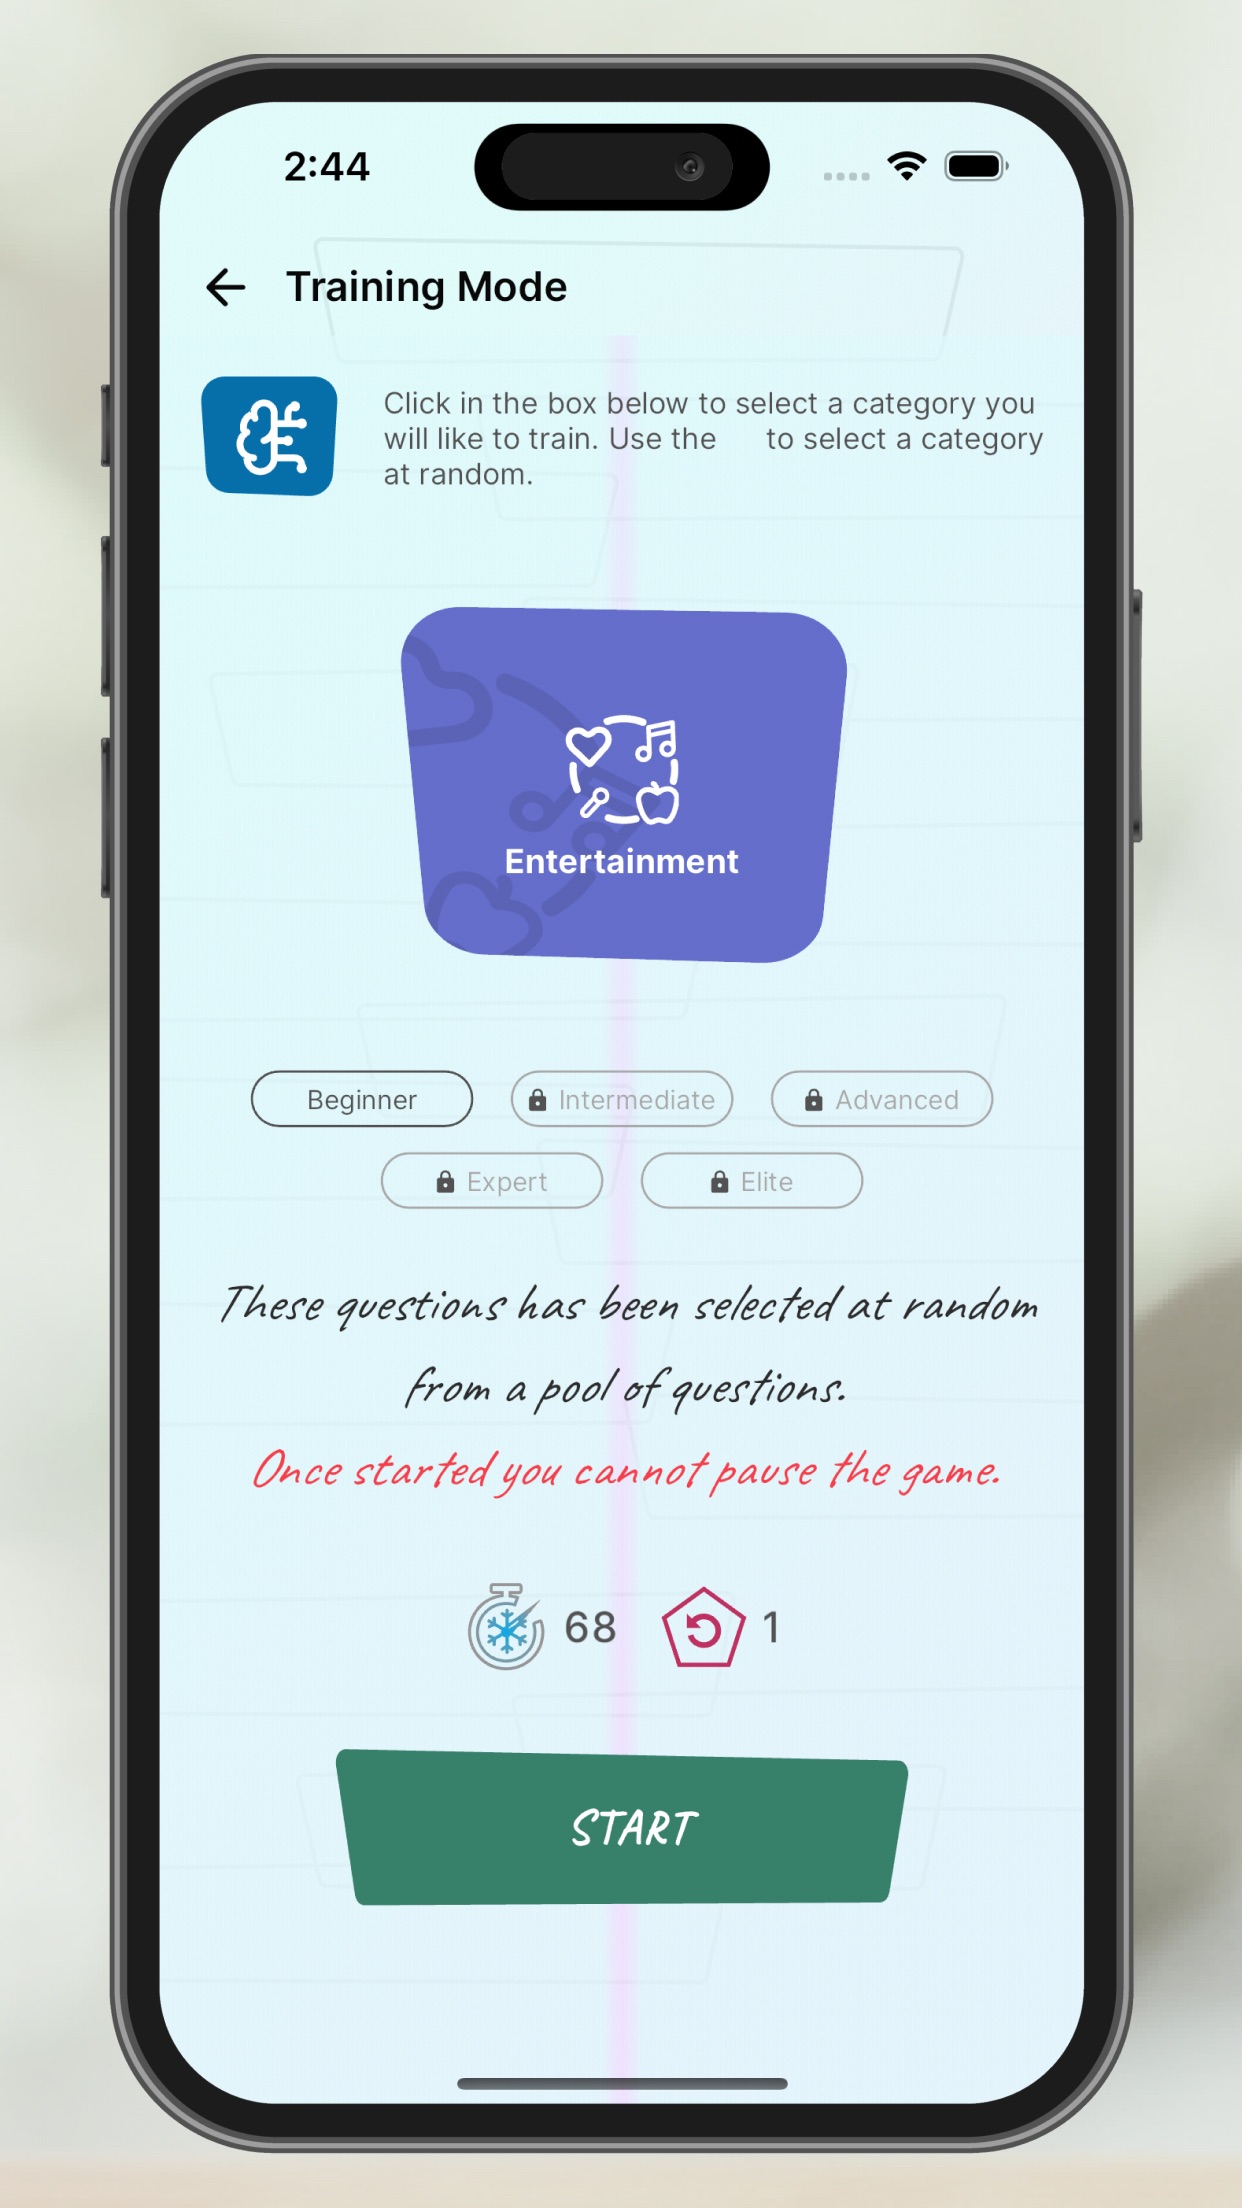 2:44
Training Mode
Click in the box below to select a category you
will like to train. Use the to select a category
at random.
Entertainment
Beginner
Intermediate
Advanced
Expert
Elite
These questions has been selected at random
from a pool of questions.
Once started you cannot pause the game.
68
1
START